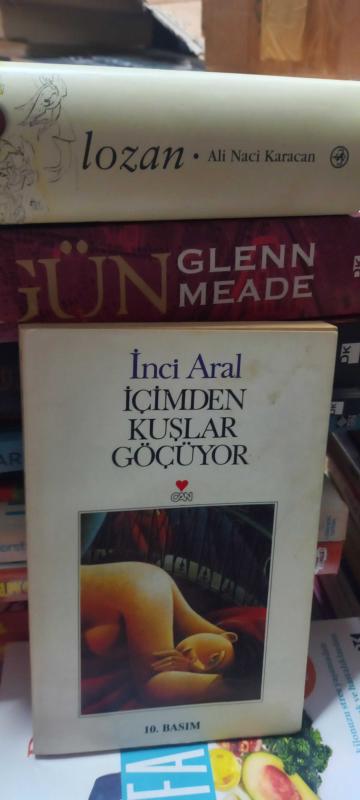 lozan • Ali Naci Karacan
GÜN GLENN
MEADE
İnci Aral
İÇİMDEN
KUŞLAR
GÖÇÜYOR
CAN
10. BASIM